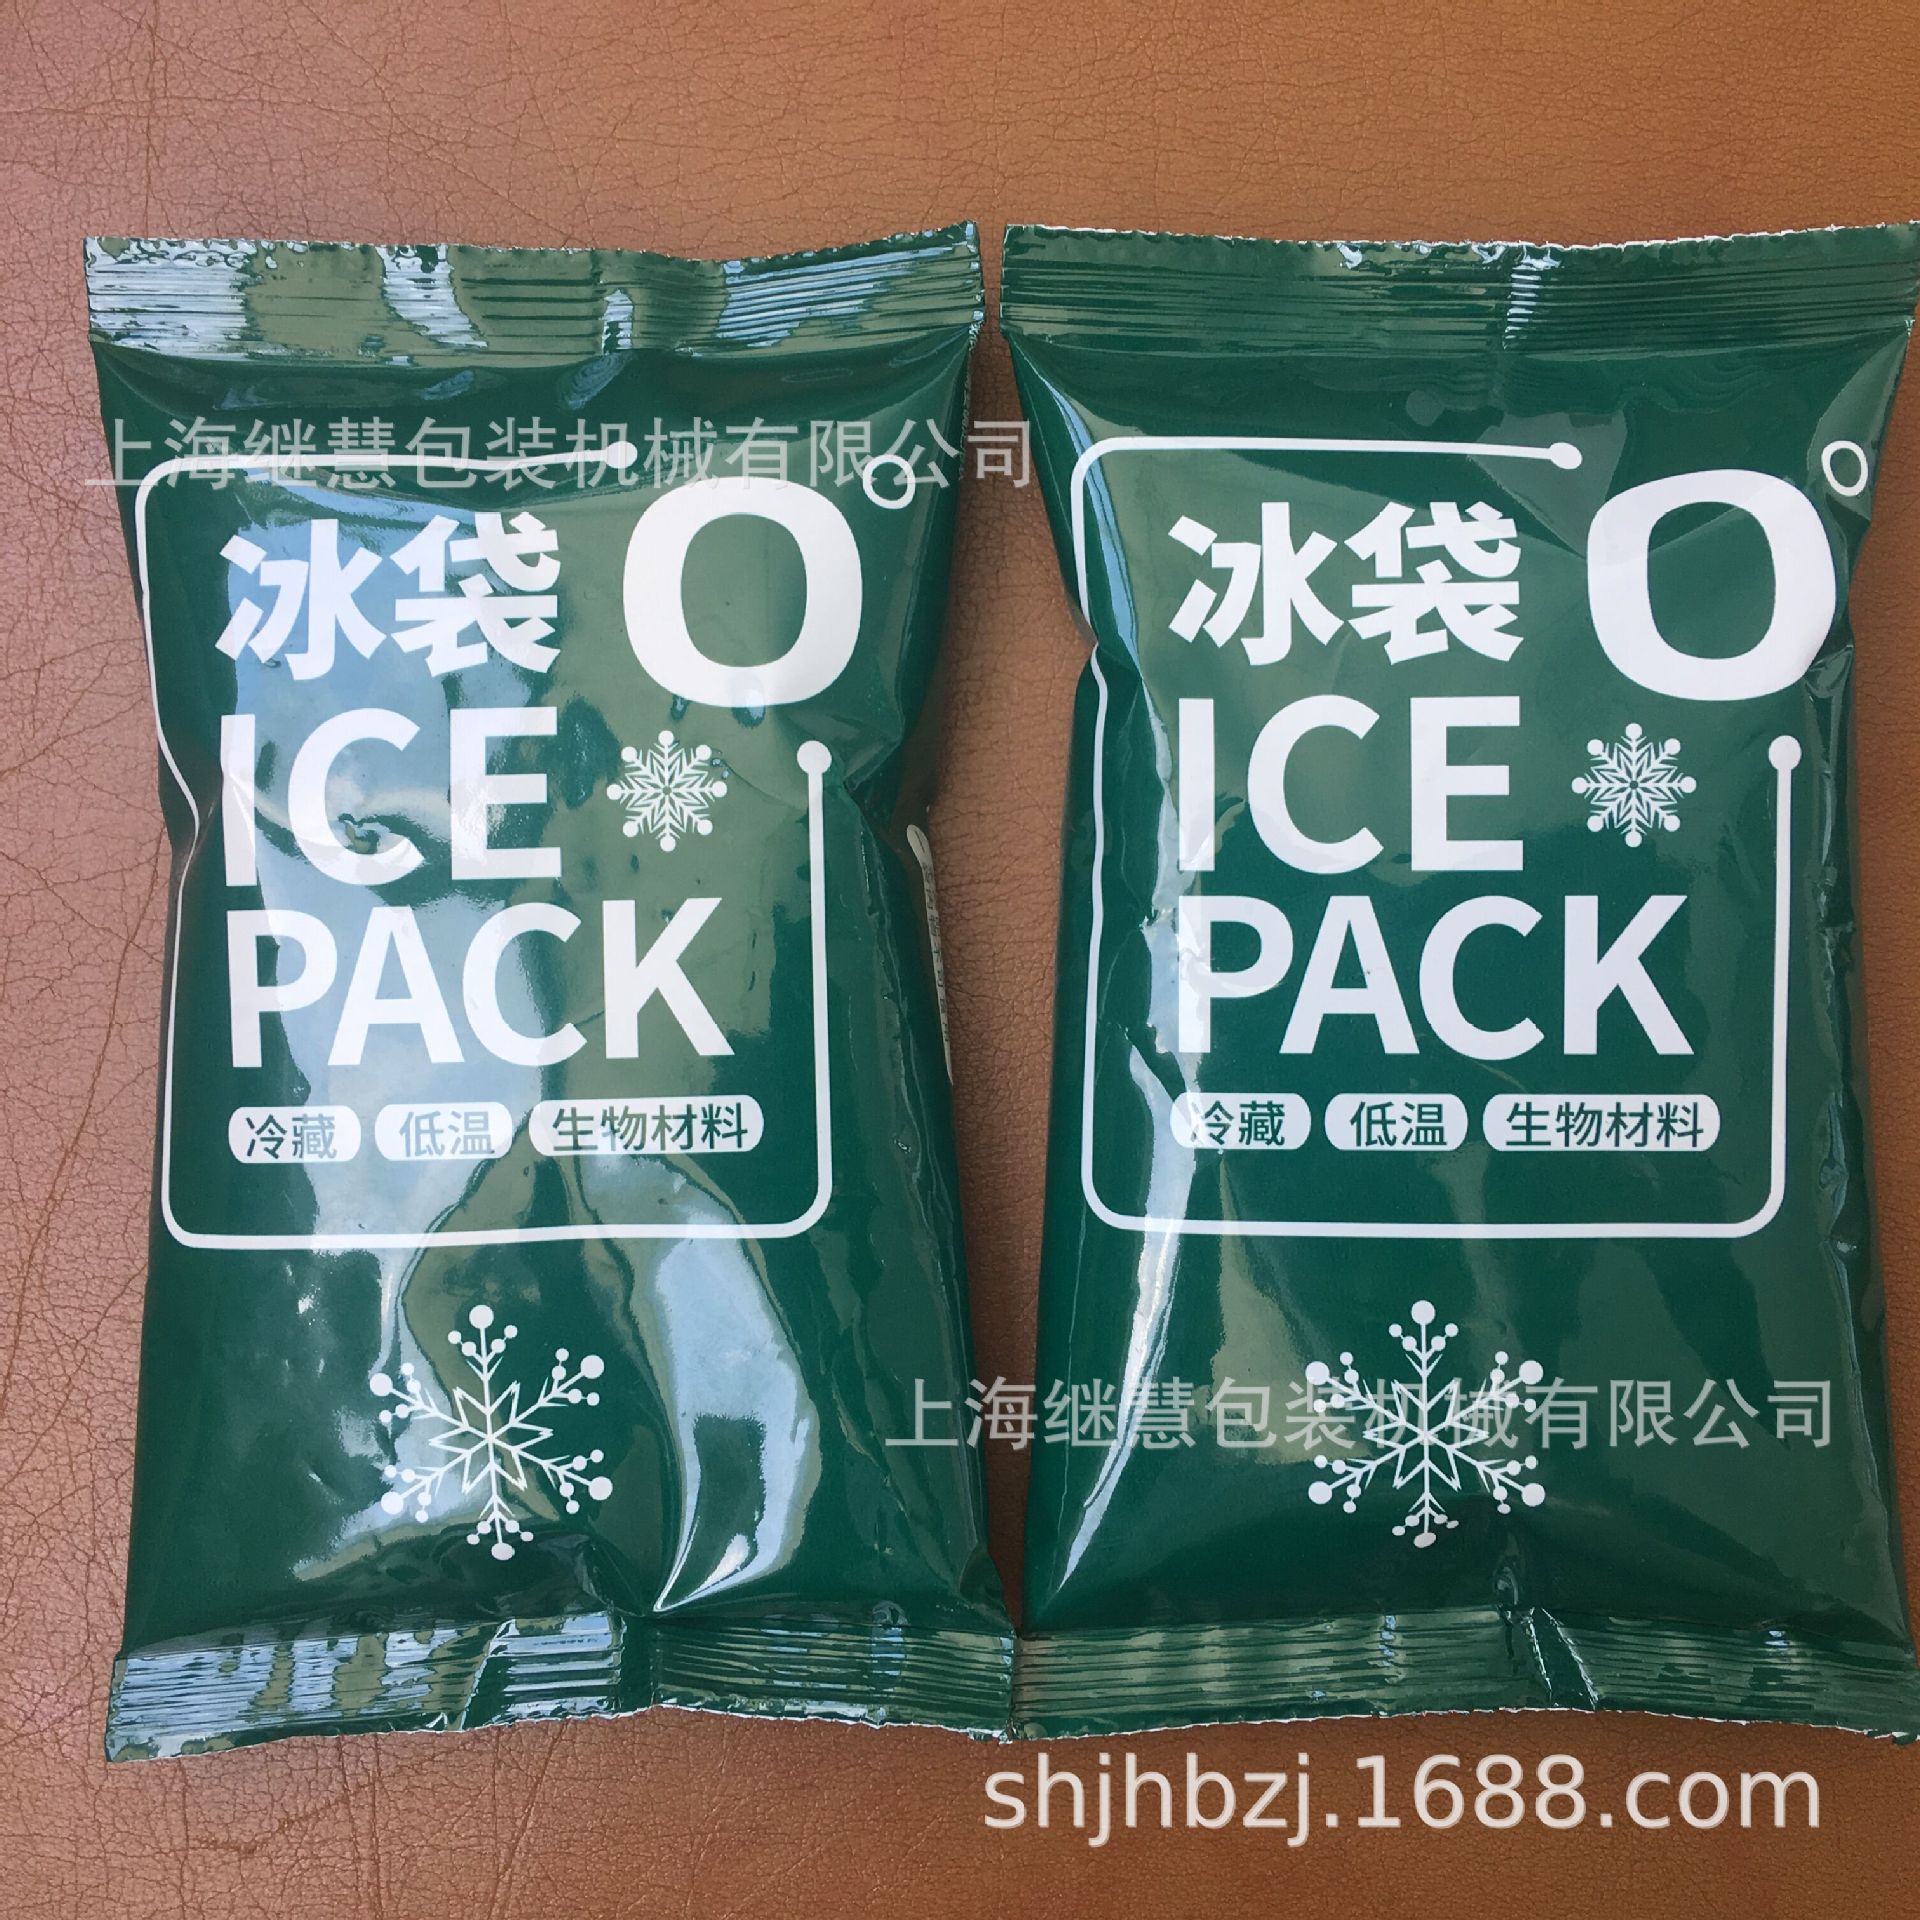 上海继慧包装机械有限公司
冰袋 0°
ICE
PACK
冷藏 低温 生物材料
冰袋 0°
ICE
PACK
冷藏 低温 生物材料
上海继慧包装机械有限公司
shjhbzj.1688.com